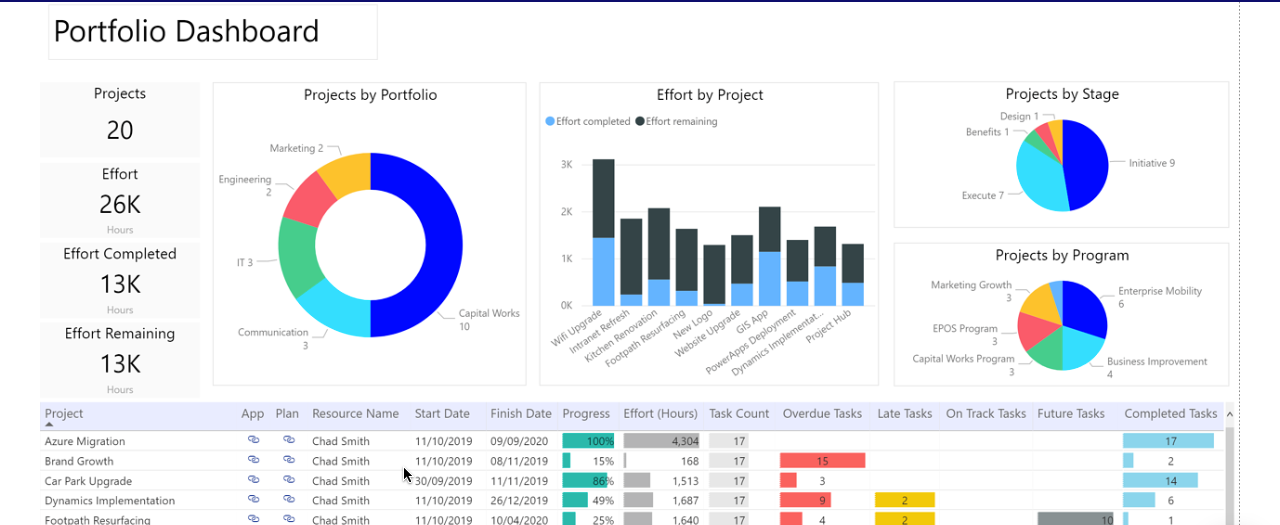 Portfolio Dashboard
Projects
20
Effort
26K
Hours
Effort Completed
13K
Hours
Effort Remaining
13K
Hours
Projects by Portfolio
Marketing 2
Engineering
2
IT 3
Communication
3
Capital Works
10
Effort by Project
Effort completed Effort remaining
3K
2K
1K
0K
Wifi Upgrade
Intranet Refresh
Kitchen Renovation
Footpath Resurfacing
New Logo
Website Upgrade
GIS App
PowerApps Deployment
Dynamics Implementat...
Project Hub
Projects by Stage
Design 1
Benefits 1
Initiative 9
Execute 7
Projects by Program
Marketing Growth
3
Enterprise Mobility
6
EPOS Program
3
Capital Works Program
3
Business Improvement
4
Project App Plan Resource Name Start Date Finish Date Progress Effort (Hours) Task Count Overdue Tasks Late Tasks On Track Tasks Future Tasks Completed Tasks
Azure Migration Chad Smith 11/10/2019 09/09/2020 100% 4,304 17 17
Brand Growth Chad Smith 11/10/2019 08/11/2019 15% 168 17 15 2
Car Park Upgrade Chad Smith 30/09/2019 11/11/2019 86% 1,513 17 3 14
Dynamics Implementation Chad Smith 11/10/2019 26/12/2019 49% 1,687 17 9 2 6
Footpath Resurfacing Chad Smith 11/10/2019 10/04/2020 25% 1,640 17 4 2 10 1